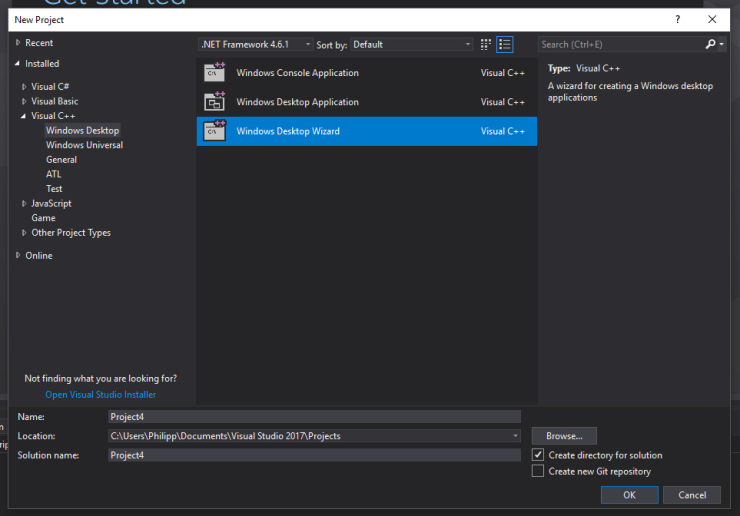 Get Started
New Project
?
Recent
.NET Framework 4.6.1 Sort by: Default
Search (Ctrl+E)
Installed
Visual C#
Visual Basic
Visual C++
Windows Desktop
Windows Universal
General
ATL
Test
JavaScript
Game
Other Project Types
Online
Windows Console Application Visual C++
Windows Desktop Application Visual C++
Windows Desktop Wizard Visual C++
Type: Visual C++
A wizard for creating a Windows desktop
applications
Not finding what you are looking for?
Open Visual Studio Installer
Name: Project4
Location: C:\Users\Philipp\Documents\Visual Studio 2017\Projects Browse...
Solution name: Project4
Create directory for solution
Create new Git repository
OK Cancel